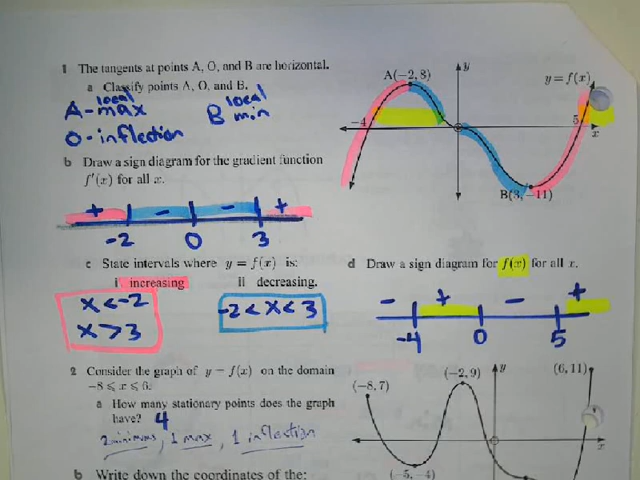 1 The tangents at points A, O, and B are horizontal.
a Classify points A, O, and B.
A - local max
B local min
O - inflection
A(−2, 8)
y
y = f(x)
−4
5
x
B(3, −11)
b Draw a sign diagram for the gradient function
f′(x) for all x.
+ − − +
-2 0 3
c State intervals where y = f(x) is:
i increasing ii decreasing.
x < -2
x > 3
-2 < x < 3
d Draw a sign diagram for f(x) for all x.
− + − +
-4 0 5
2 Consider the graph of y = f(x) on the domain
−8 ⩽ x ⩽ 6.
a How many stationary points does the graph
have? 4
2 minimums, 1 max, 1 inflection
b Write down the coordinates of the:
(−8, 7)
(−2, 9)
y
(6, 11)
x
(−5, −4)